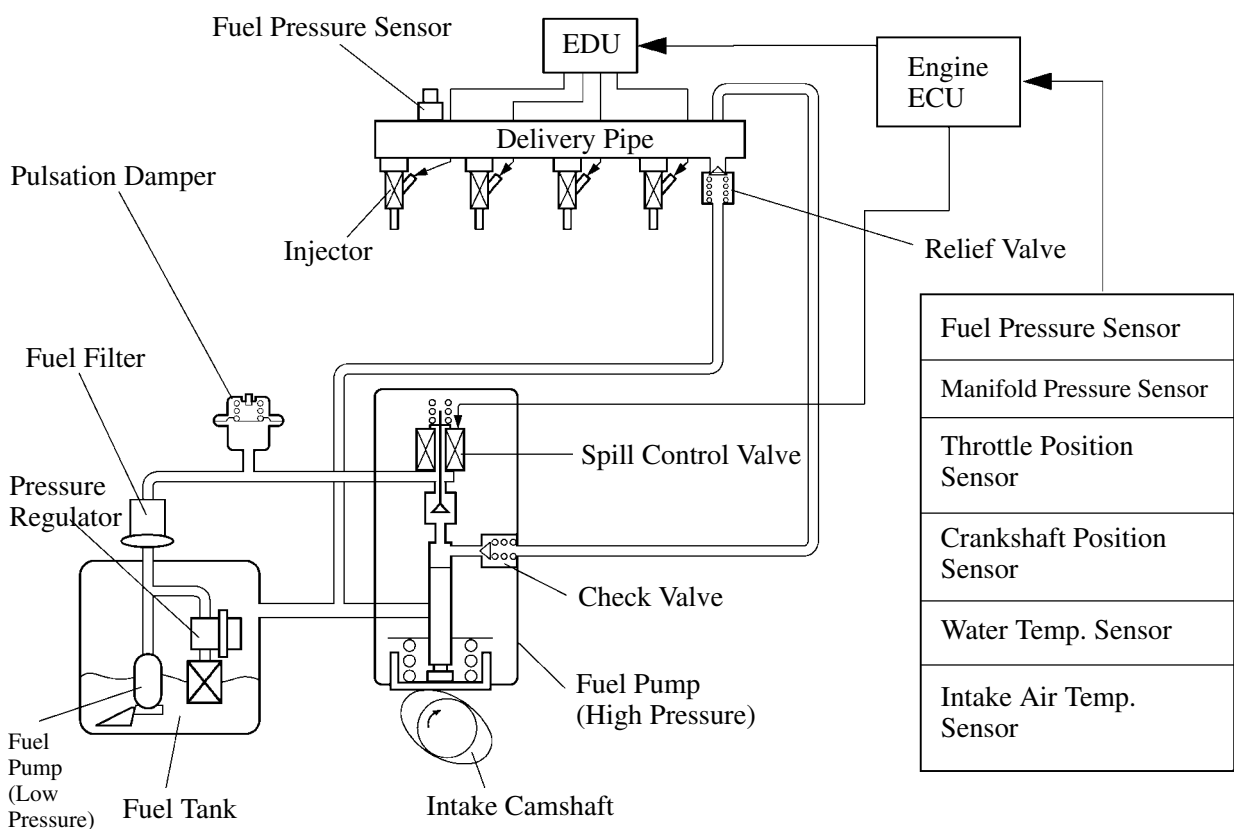 Fuel Pressure Sensor
EDU
Engine
ECU
Delivery Pipe
Pulsation Damper
Injector
Relief Valve
Fuel Filter
Pressure
Regulator
Spill Control Valve
Check Valve
Fuel Pump
(High Pressure)
Fuel
Pump
(Low
Pressure)
Fuel Tank
Intake Camshaft
Fuel Pressure Sensor
Manifold Pressure Sensor
Throttle Position
Sensor
Crankshaft Position
Sensor
Water Temp. Sensor
Intake Air Temp.
Sensor